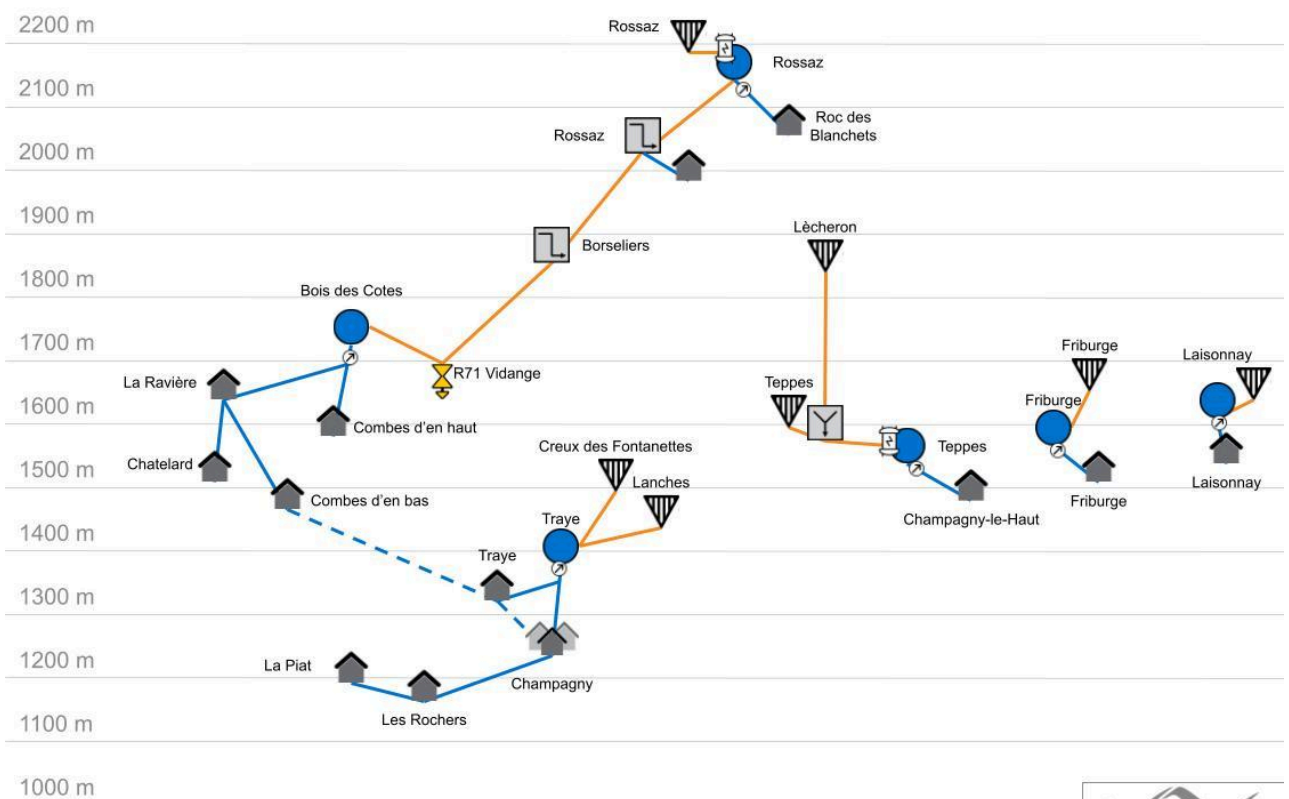 2200 m
Rossaz
Rossaz
2100 m
Roc des
Blanchets
Rossaz
2000 m
1900 m
Lècheron
Borseliers
1800 m
Bois des Cotes
1700 m
Friburge
Laisonnay
R71 Vidange
La Ravière
Teppes
1600 m
Friburge
Combes d'en haut
Creux des Fontanettes
Teppes
Chatelard
1500 m
Lanches
Laisonnay
Combes d'en bas
Friburge
Traye
Champagny-le-Haut
1400 m
Traye
1300 m
1200 m
La Piat
Champagny
Les Rochers
1100 m
1000 m